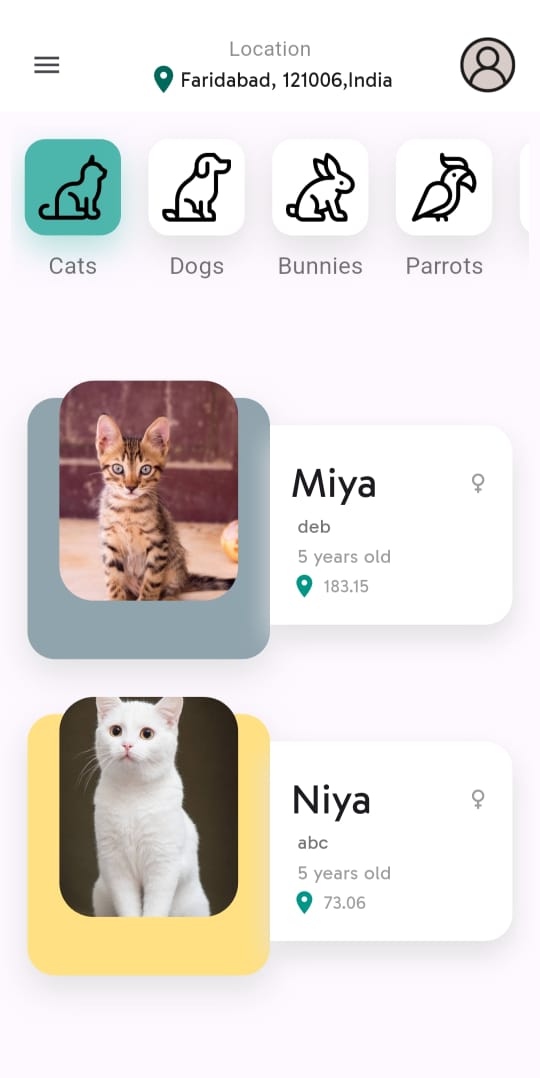 Location
Faridabad, 121006,India
Cats Dogs Bunnies Parrots
Miya ♀
deb
5 years old
183.15
Niya ♀
abc
5 years old
73.06